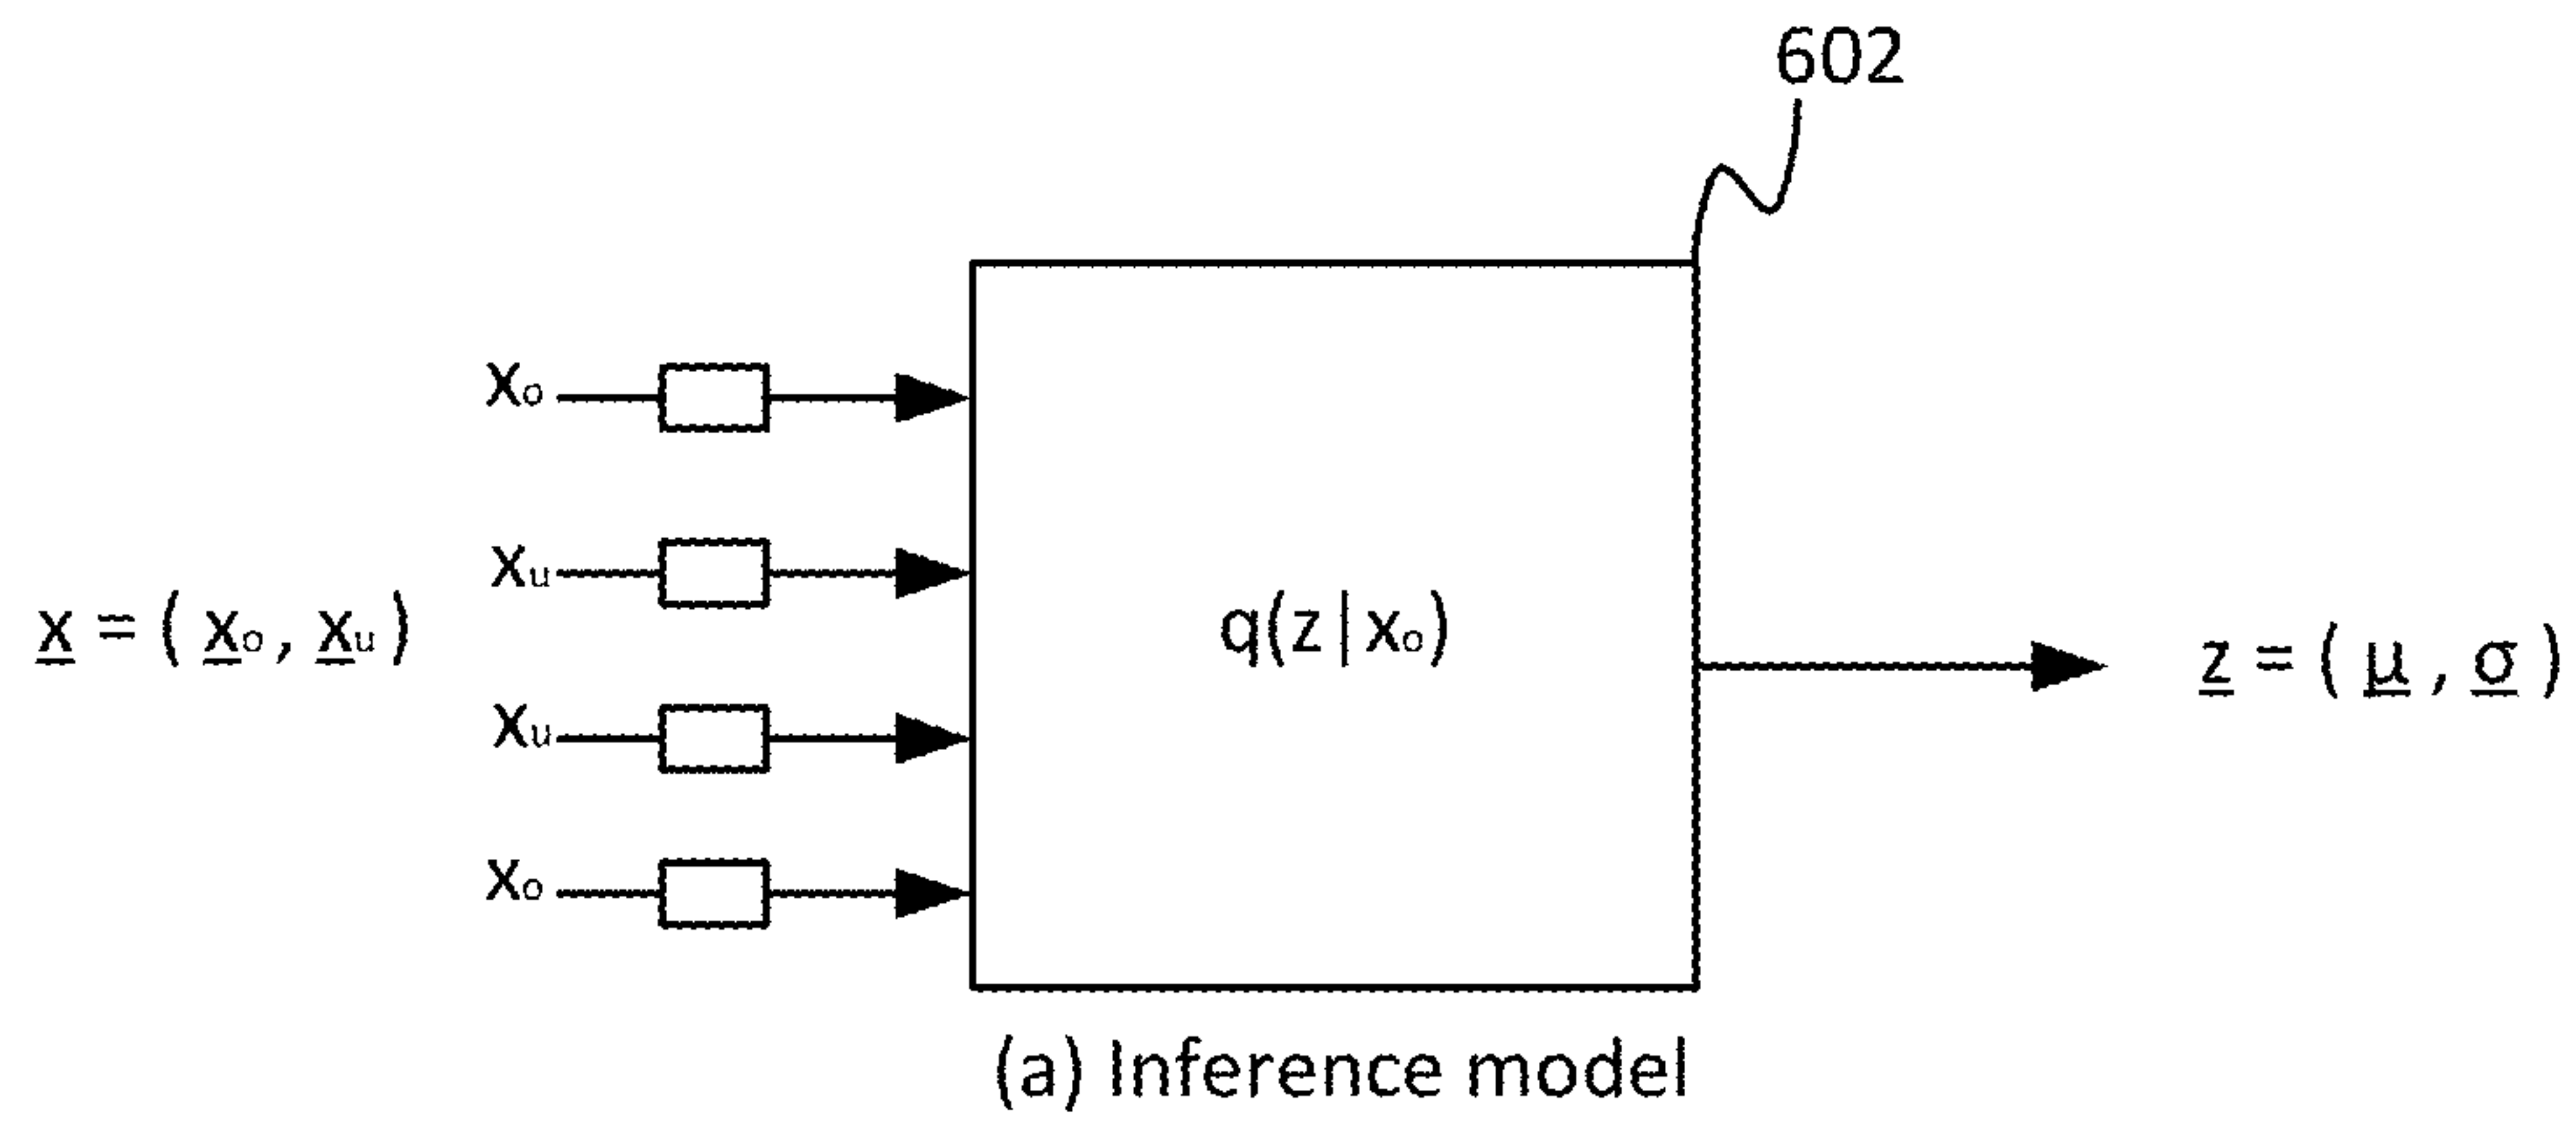 602
xₒ
xᵤ
x = ( xₒ , xᵤ )
q(z|xₒ)
z = ( μ , σ )
xᵤ
xₒ
(a) Inference model